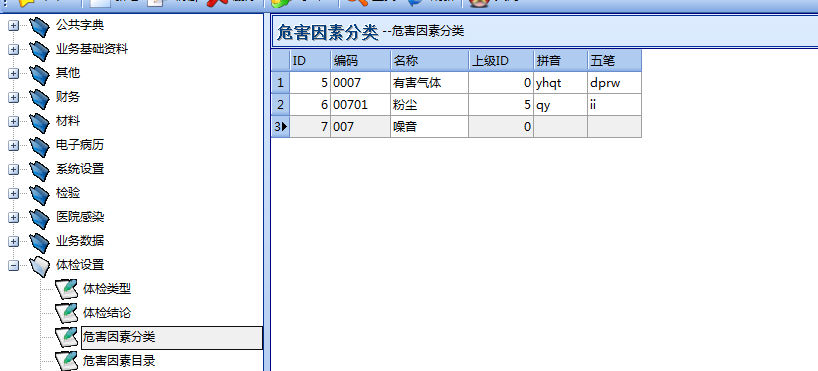 公共字典
业务基础资料
其他
财务
材料
电子病历
系统设置
检验
医院感染
业务数据
体检设置
体检类型
体检结论
危害因素分类
危害因素目录
危害因素分类 --危害因素分类
ID 编码 名称 上级ID 拼音 五笔
1 5 0007 有害气体 0 yhqt dprw
2 6 00701 粉尘 5 qy ii
3 7 007 噪音 0